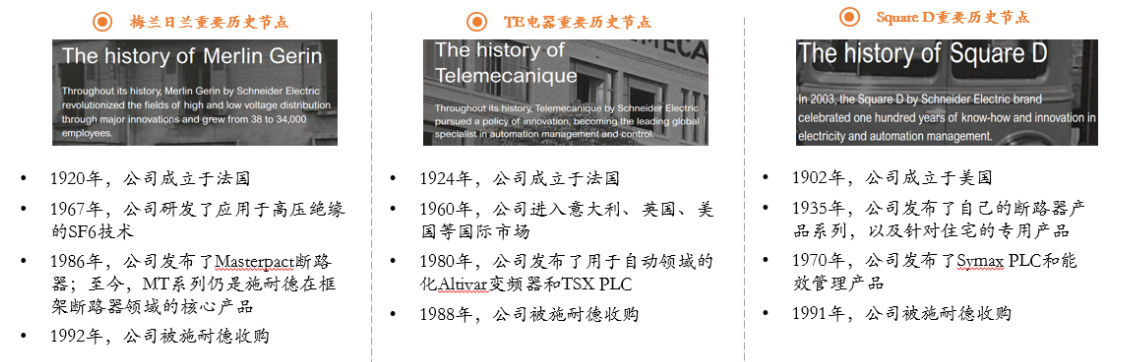 梅兰日兰重要历史节点
The history of Merlin Gerin
Throughout its history, Merlin Gerin by Schneider Electric
revolutionized the fields of high and low voltage distribution
through major innovations and grew from 38 to 34,000
employees.
• 1920年，公司成立于法国
• 1967年，公司研发了应用于高压绝缘
的SF6技术
• 1986年，公司发布了Masterpact断路
器；至今，MT系列仍是施耐德在框
架断路器领域的核心产品
• 1992年，公司被施耐德收购
TE电器重要历史节点
The history of
Telemecanique
Throughout its history, Telemecanique by Schneider Electric
pursued a policy of innovation, becoming the leading global
specialist in automation management and control.
• 1924年，公司成立于法国
• 1960年，公司进入意大利、英国、美
国等国际市场
• 1980年，公司发布了用于自动领域的
化Altivar变频器和TSX PLC
• 1988年，公司被施耐德收购
Square D重要历史节点
The history of Square D
In 2003, the Square D by Schneider Electric brand
celebrated one hundred years of know-how and innovation in
electricity and automation management.
• 1902年，公司成立于美国
• 1935年，公司发布了自己的断路器产
品系列，以及针对住宅的专用产品
• 1970年，公司发布了Symax PLC和能
效管理产品
• 1991年，公司被施耐德收购